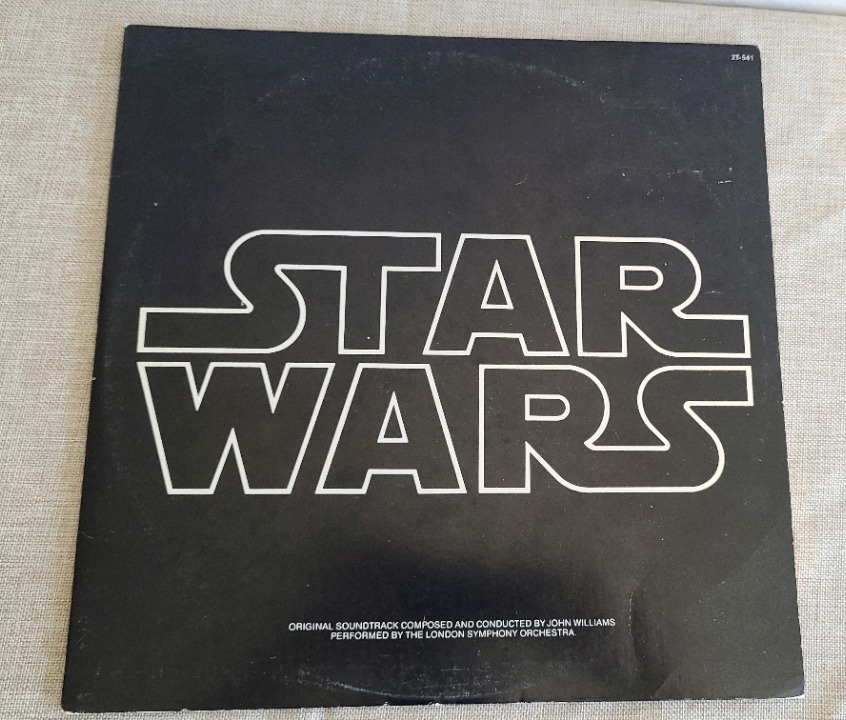 2T-541
STAR
WARS
ORIGINAL SOUNDTRACK COMPOSED AND CONDUCTED BY JOHN WILLIAMS
PERFORMED BY THE LONDON SYMPHONY ORCHESTRA.